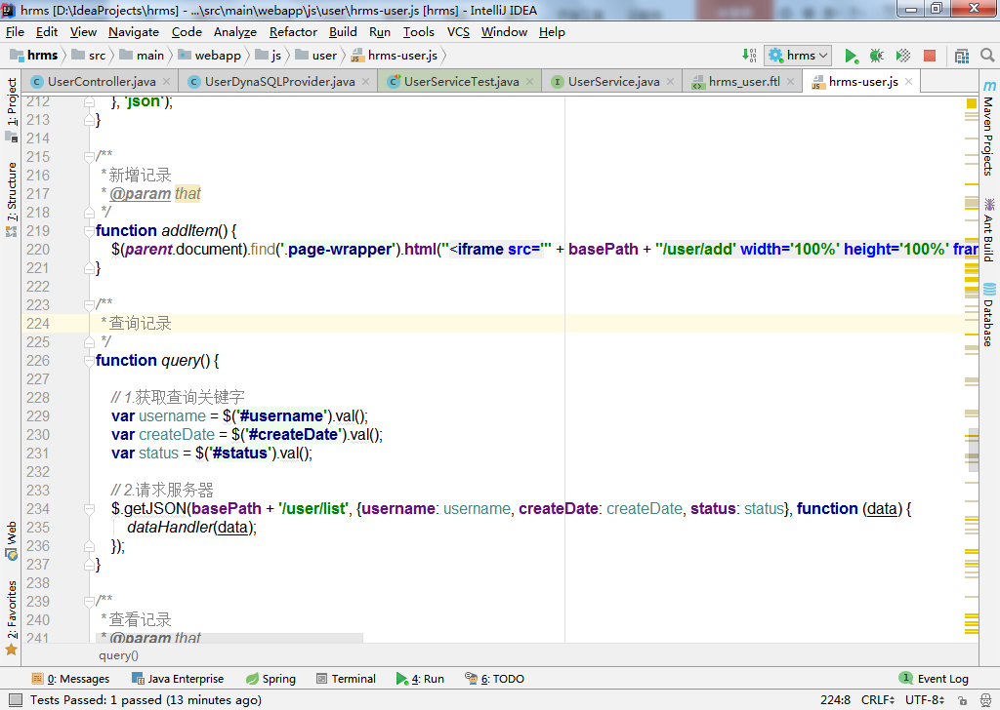 hrms [D:\IdeaProjects\hrms] - ...\src\main\webapp\js\user\hrms-user.js [hrms] - IntelliJ IDEA
File Edit View Navigate Code Analyze Refactor Build Run Tools VCS Window Help
hrms src main webapp js user hrms-user.js hrms
UserController.java UserDynaSQLProvider.java UserServiceTest.java UserService.java hrms_user.ftl hrms-user.js
1: Project
7: Structure
Web
2: Favorites
212 }, 'json');
213 }
214
215 /**
216 * 新增记录
217 * @param that
218 */
219 function addItem() {
220 $(parent.document).find('.page-wrapper').html("<iframe src='" + basePath + "/user/add' width='100%' height='100%' fran
221 }
222
223 /**
224 * 查询记录
225 */
226 function query() {
227
228 // 1.获取查询关键字
229 var username = $('#username').val();
230 var createDate = $('#createDate').val();
231 var status = $('#status').val();
232
233 // 2.请求服务器
234 $.getJSON(basePath + '/user/list', {username: username, createDate: createDate, status: status}, function (data) {
235 dataHandler(data);
236 });
237 }
238
239 /**
240 * 查看记录
241 * @param that
query()
Maven Projects
Ant Build
Database
0: Messages Java Enterprise Spring Terminal 4: Run 6: TODO 1 Event Log
Tests Passed: 1 passed (13 minutes ago) 224:8 CRLF UTF-8